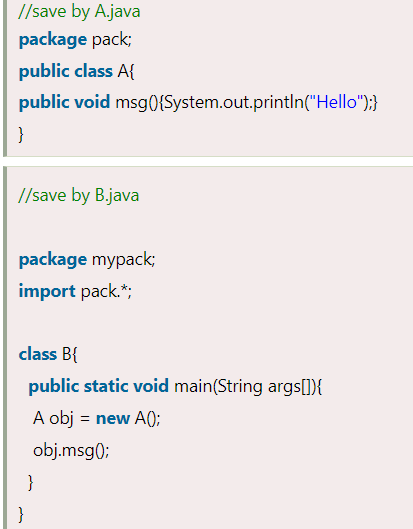 //save by A.java
package pack;
public class A{
public void msg(){System.out.println("Hello");}
}
//save by B.java
package mypack;
import pack.*;
class B{
public static void main(String args[]){
A obj = new A();
obj.msg();
}
}